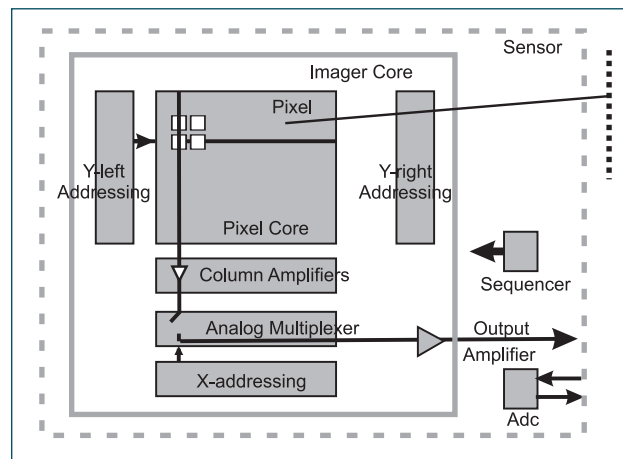 Sensor
Imager Core
Pixel
Y-left
Addressing
Y-right
Addressing
Pixel Core
Column Amplifiers
Sequencer
Analog Multiplexer
Output
Amplifier
X-addressing
Adc